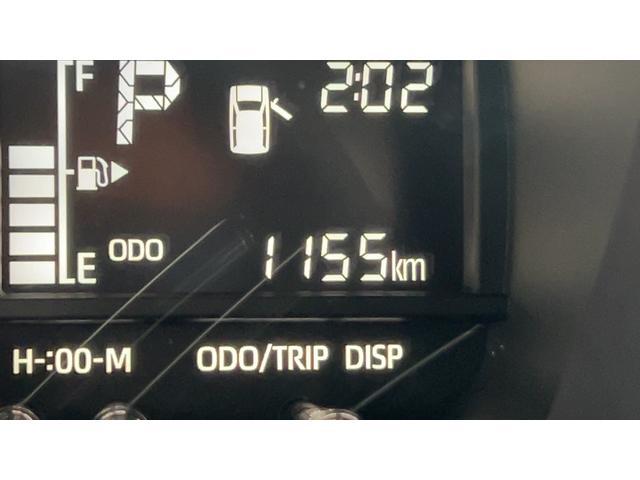 F
P
2:02
E
ODO
1155km
H-:00-M
ODO/TRIP DISP